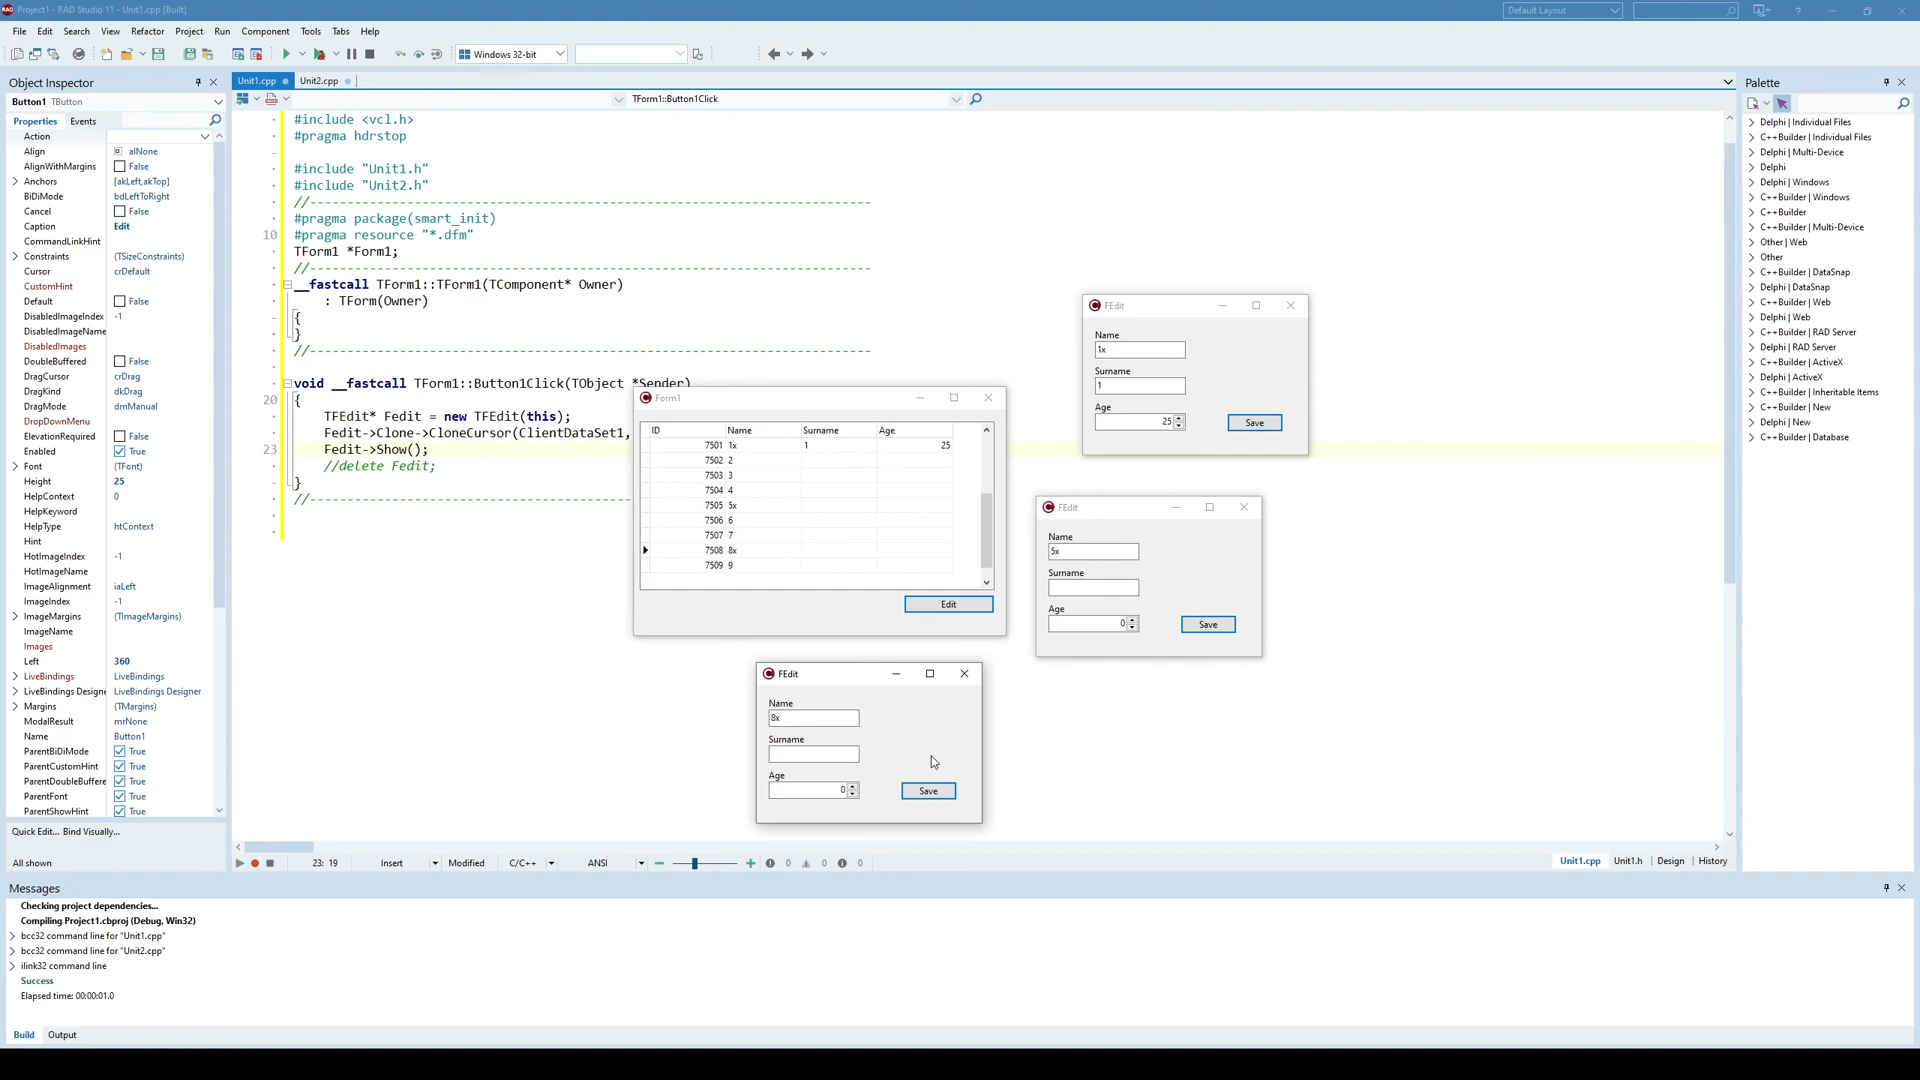 Project1 - RAD Studio 11 - Unit1.cpp [Built]
Default Layout
File Edit Search View Refactor Project Run Component Tools Tabs Help
Windows 32-bit
Object Inspector
Button1 TButton
Properties Events
Action
Align alNone
AlignWithMargins False
Anchors [akLeft,akTop]
BiDiMode bdLeftToRight
Cancel False
Caption Edit
CommandLinkHint
Constraints (TSizeConstraints)
Cursor crDefault
CustomHint
Default False
DisabledImageIndex -1
DisabledImageName
DisabledImages
DoubleBuffered False
DragCursor crDrag
DragKind dkDrag
DragMode dmManual
DropDownMenu
ElevationRequired False
Enabled True
Font (TFont)
Height 25
HelpContext 0
HelpKeyword
HelpType htContext
Hint
HotImageIndex -1
HotImageName
ImageAlignment iaLeft
ImageIndex -1
ImageMargins (TImageMargins)
ImageName
Images
Left 360
LiveBindings LiveBindings
LiveBindings Designe LiveBindings Designer
Margins (TMargins)
ModalResult mrNone
Name Button1
ParentBiDiMode True
ParentCustomHint True
ParentDoubleBuffere True
ParentFont True
ParentShowHint True
Quick Edit... Bind Visually...
All shown
Unit1.cpp Unit2.cpp
TForm1::Button1Click
#include <vcl.h>
#pragma hdrstop
#include "Unit1.h"
#include "Unit2.h"
//---------------------------------------------------------------------------
#pragma package(smart_init)
10 #pragma resource "*.dfm"
TForm1 *Form1;
//---------------------------------------------------------------------------
__fastcall TForm1::TForm1(TComponent* Owner)
: TForm(Owner)
{
}
//---------------------------------------------------------------------------
void __fastcall TForm1::Button1Click(TObject *Sender)
20 {
TFEdit* Fedit = new TFEdit(this);
Fedit->Clone->CloneCursor(ClientDataSet1,
23 Fedit->Show();
//delete Fedit;
}
//------------------------------------------
Form1
ID Name Surname Age
7501 1x 1 25
7502 2
7503 3
7504 4
7505 5x
7506 6
7507 7
7508 8x
7509 9
Edit
FEdit
Name
1x
Surname
1
Age
25
Save
FEdit
Name
5x
Surname
Age
0
Save
FEdit
Name
8x
Surname
Age
0
Save
23: 19 Insert Modified C/C++ ANSI 0 0 0
Unit1.cpp Unit1.h Design History
Palette
Delphi | Individual Files
C++Builder | Individual Files
Delphi | Multi-Device
Delphi
Delphi | Windows
C++Builder | Windows
C++Builder
C++Builder | Multi-Device
Other | Web
Other
C++Builder | DataSnap
Delphi | DataSnap
C++Builder | Web
Delphi | Web
C++Builder | RAD Server
Delphi | RAD Server
C++Builder | ActiveX
Delphi | ActiveX
C++Builder | Inheritable Items
C++Builder | New
Delphi | New
C++Builder | Database
Messages
Checking project dependencies...
Compiling Project1.cbproj (Debug, Win32)
bcc32 command line for "Unit1.cpp"
bcc32 command line for "Unit2.cpp"
ilink32 command line
Success
Elapsed time: 00:00:01.0
Build Output